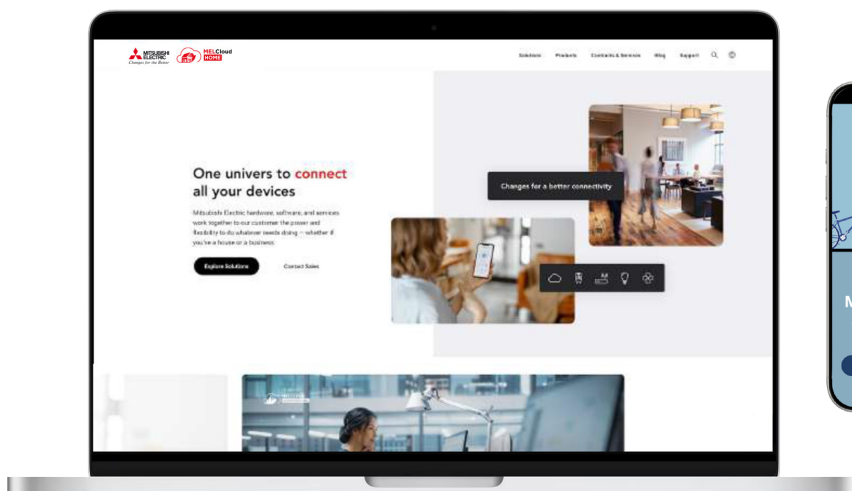 MITSUBISHI
ELECTRIC
Changes for the Better
MELCloud
HOME
Solutions Products Contracts & Services Blog Support
One univers to connect
all your devices
Mitsubishi Electric hardware, software, and services
work together to our customer the power and
flexibility to do whatever needs doing — whether if
you're a house or a business
Explore Solutions Contact Sales
Changes for a better connectivity
M